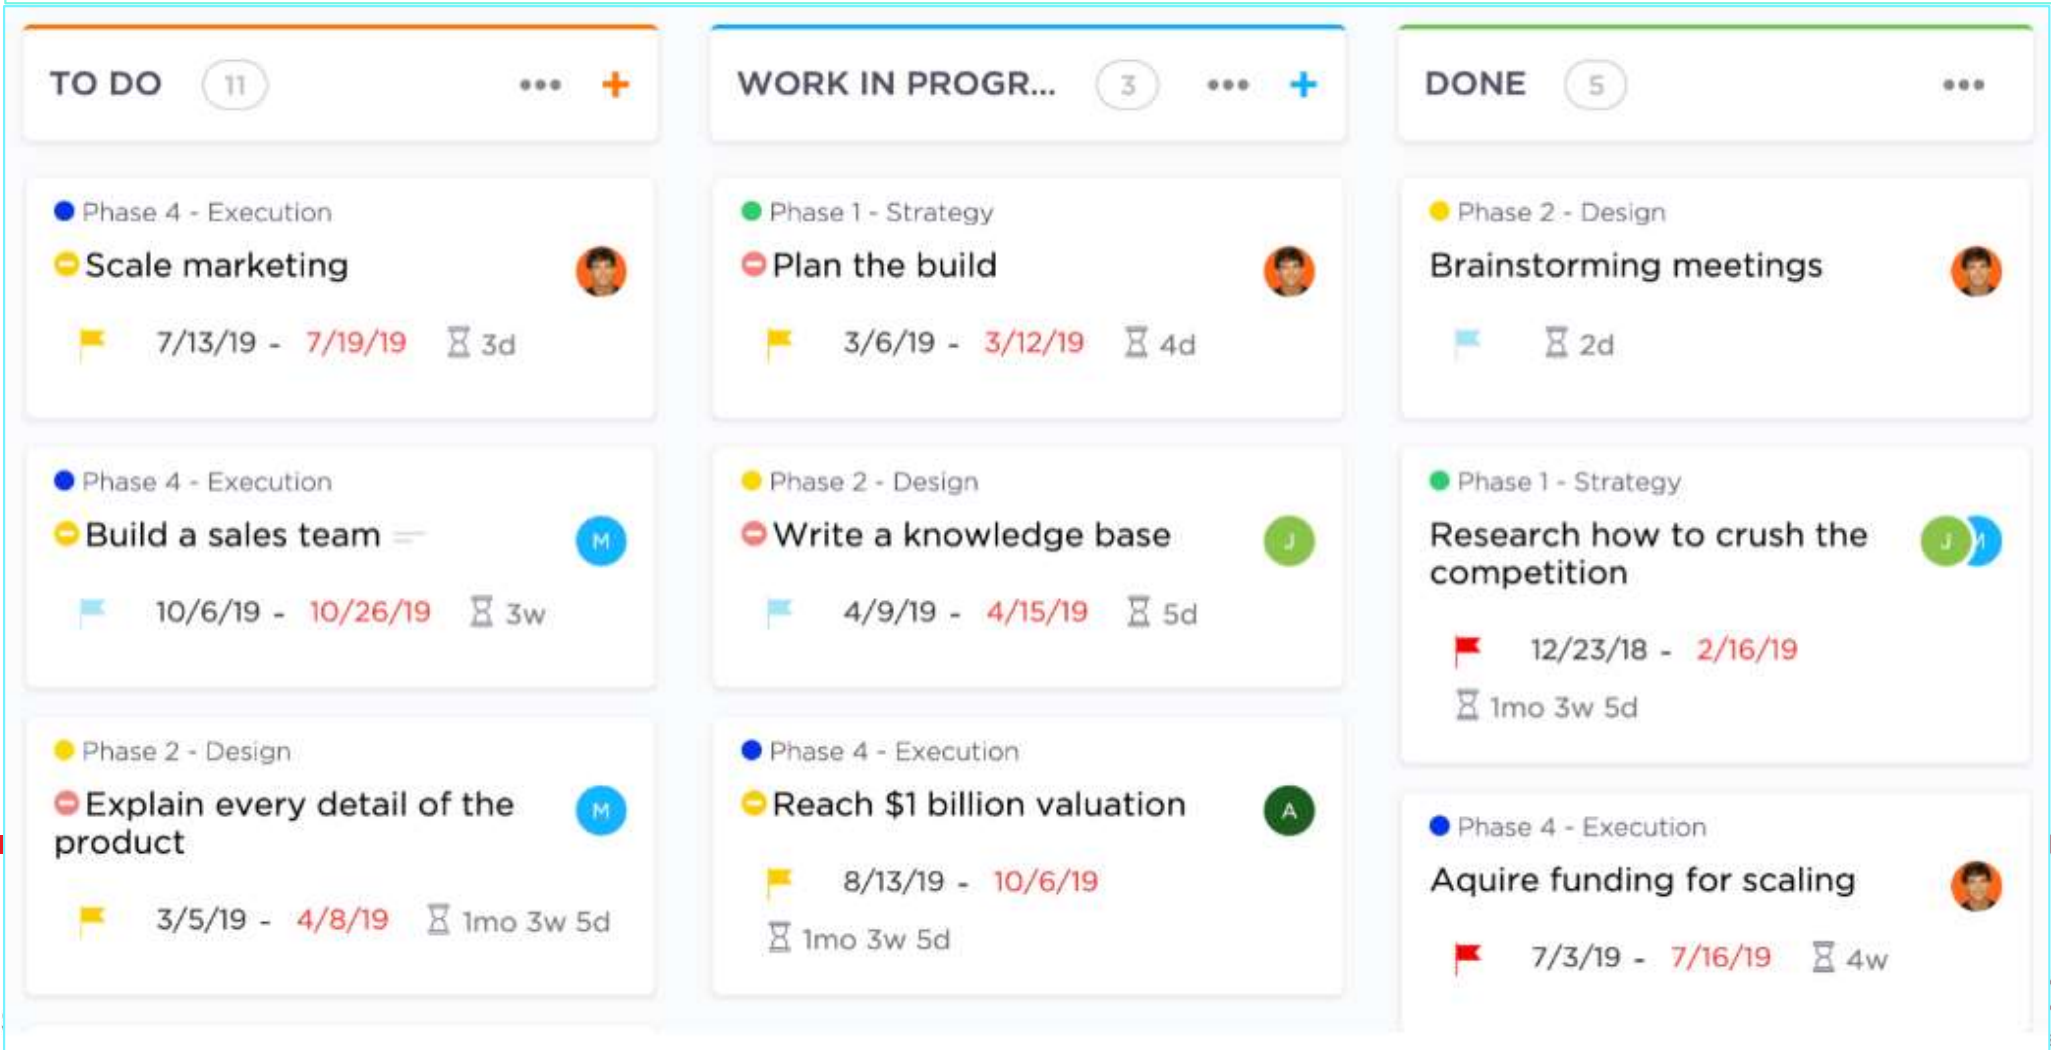 TO DO 11
Phase 4 - Execution
Scale marketing
7/13/19 - 7/19/19 3d
Phase 4 - Execution
Build a sales team
M
10/6/19 - 10/26/19 3w
Phase 2 - Design
Explain every detail of the
product
M
3/5/19 - 4/8/19 1mo 3w 5d
WORK IN PROGR... 3
Phase 1 - Strategy
Plan the build
3/6/19 - 3/12/19 4d
Phase 2 - Design
Write a knowledge base
J
4/9/19 - 4/15/19 5d
Phase 4 - Execution
Reach $1 billion valuation
A
8/13/19 - 10/6/19
1mo 3w 5d
DONE 5
Phase 2 - Design
Brainstorming meetings
2d
Phase 1 - Strategy
Research how to crush the
competition
J
12/23/18 - 2/16/19
1mo 3w 5d
Phase 4 - Execution
Aquire funding for scaling
7/3/19 - 7/16/19 4w